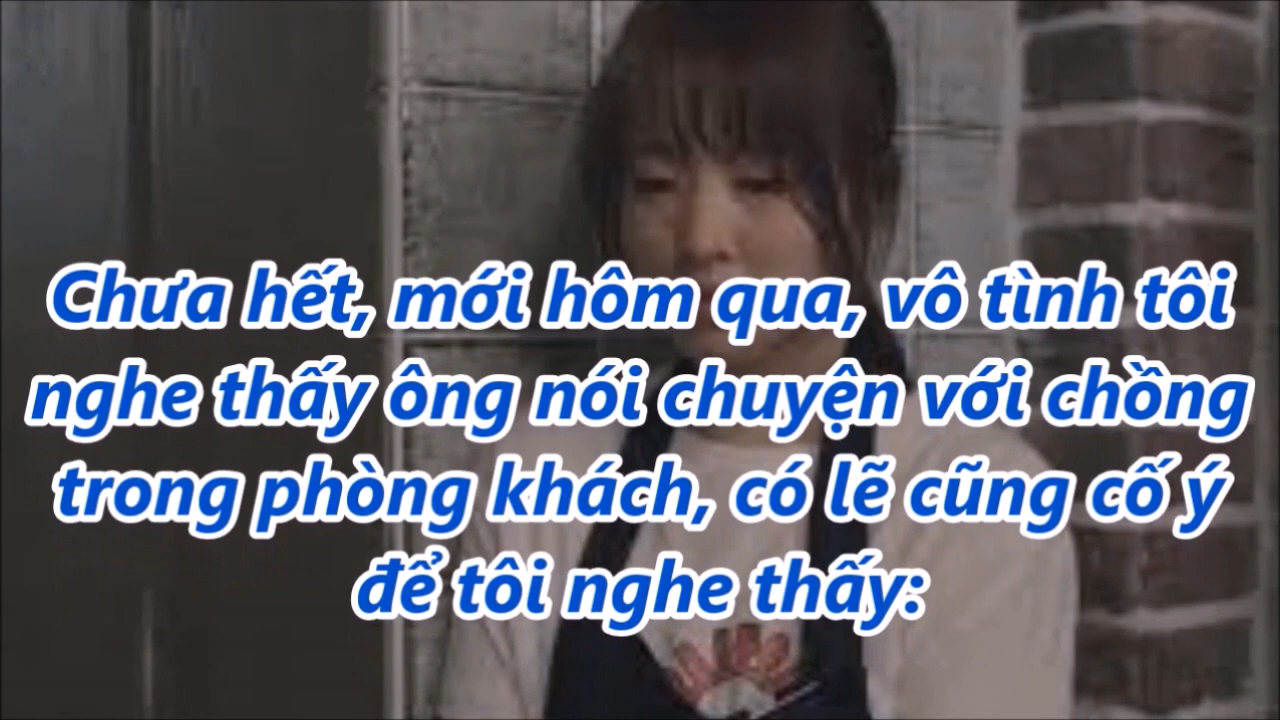 Chưa hết, mới hôm qua, vô tình tôi
nghe thấy ông nói chuyện với chồng
trong phòng khách, có lẽ cũng cố ý
để tôi nghe thấy: